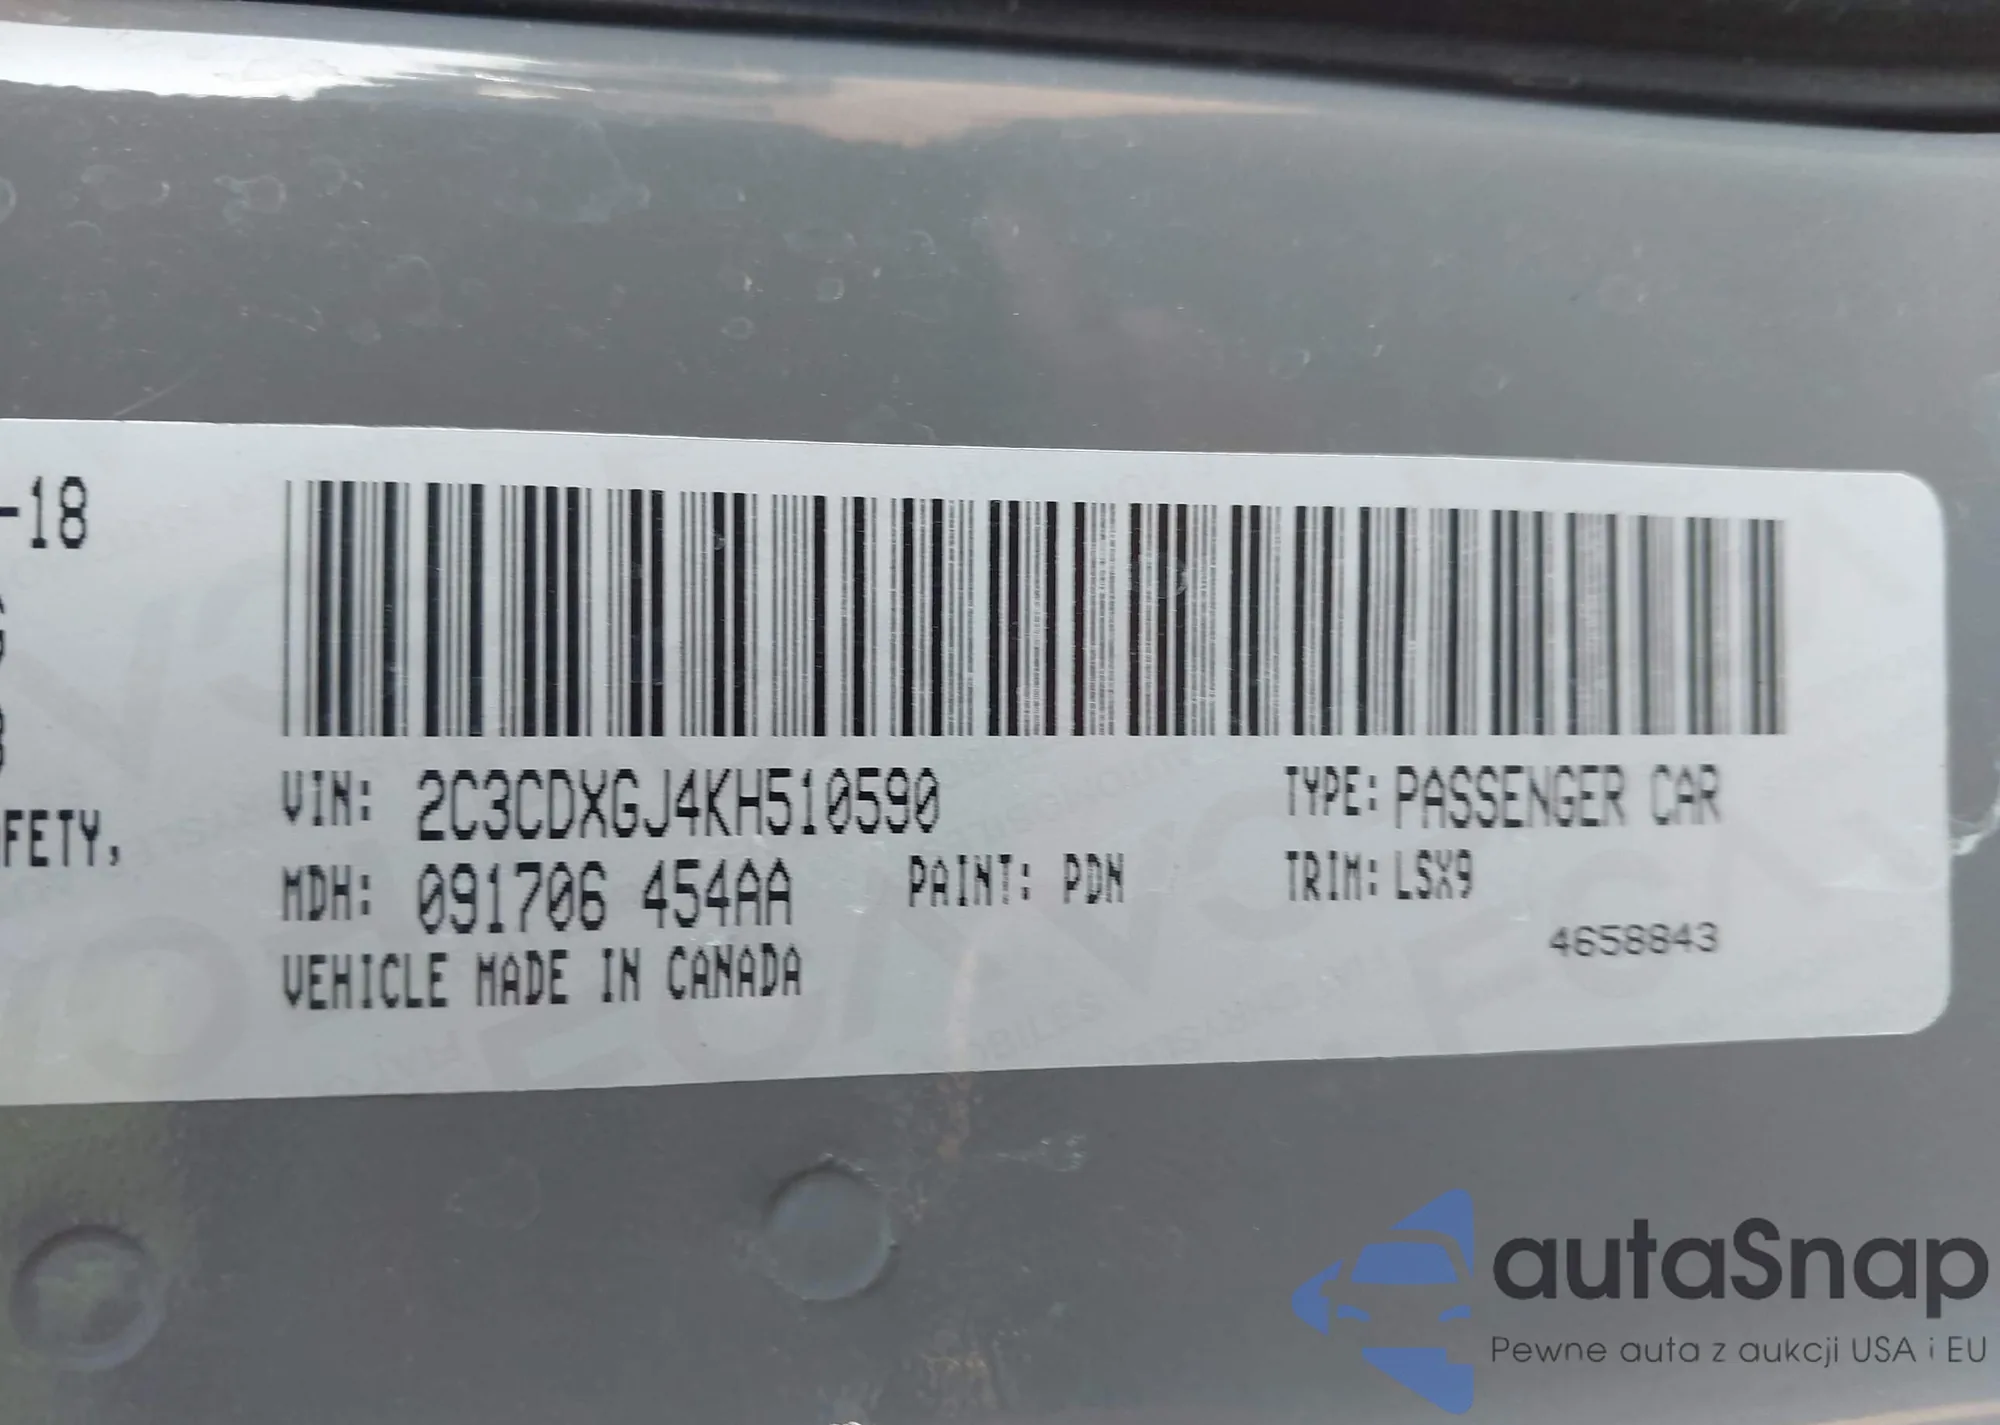 -18
FETY,
VIN: 2C3CDXGJ4KH510590
TYPE: PASSENGER CAR
MDH: 091706 454AA
PAINT: PDN
TRIM: LSX9
4658843
VEHICLE MADE IN CANADA
autaSnap
Pewne auta z aukcji USA i EU